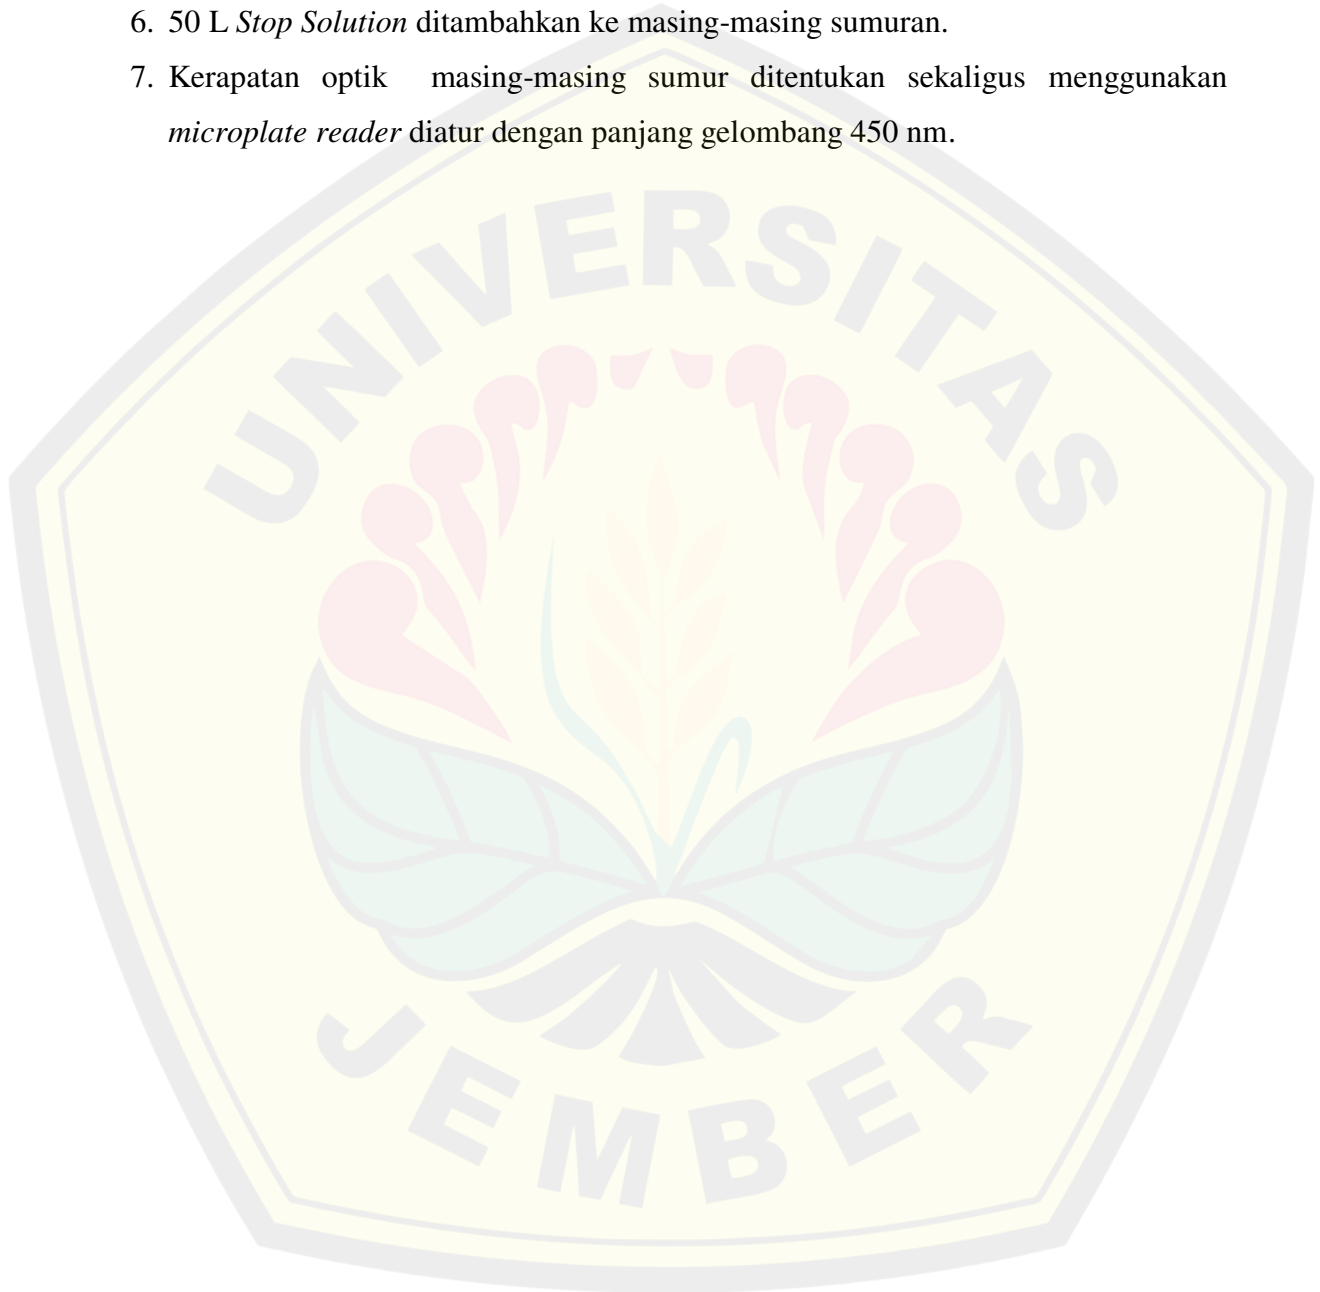 6. 50 L Stop Solution ditambahkan ke masing-masing sumuran.
7. Kerapatan optik masing-masing sumur ditentukan sekaligus menggunakan
microplate reader diatur dengan panjang gelombang 450 nm.
UNIVERSITAS
JEMBER